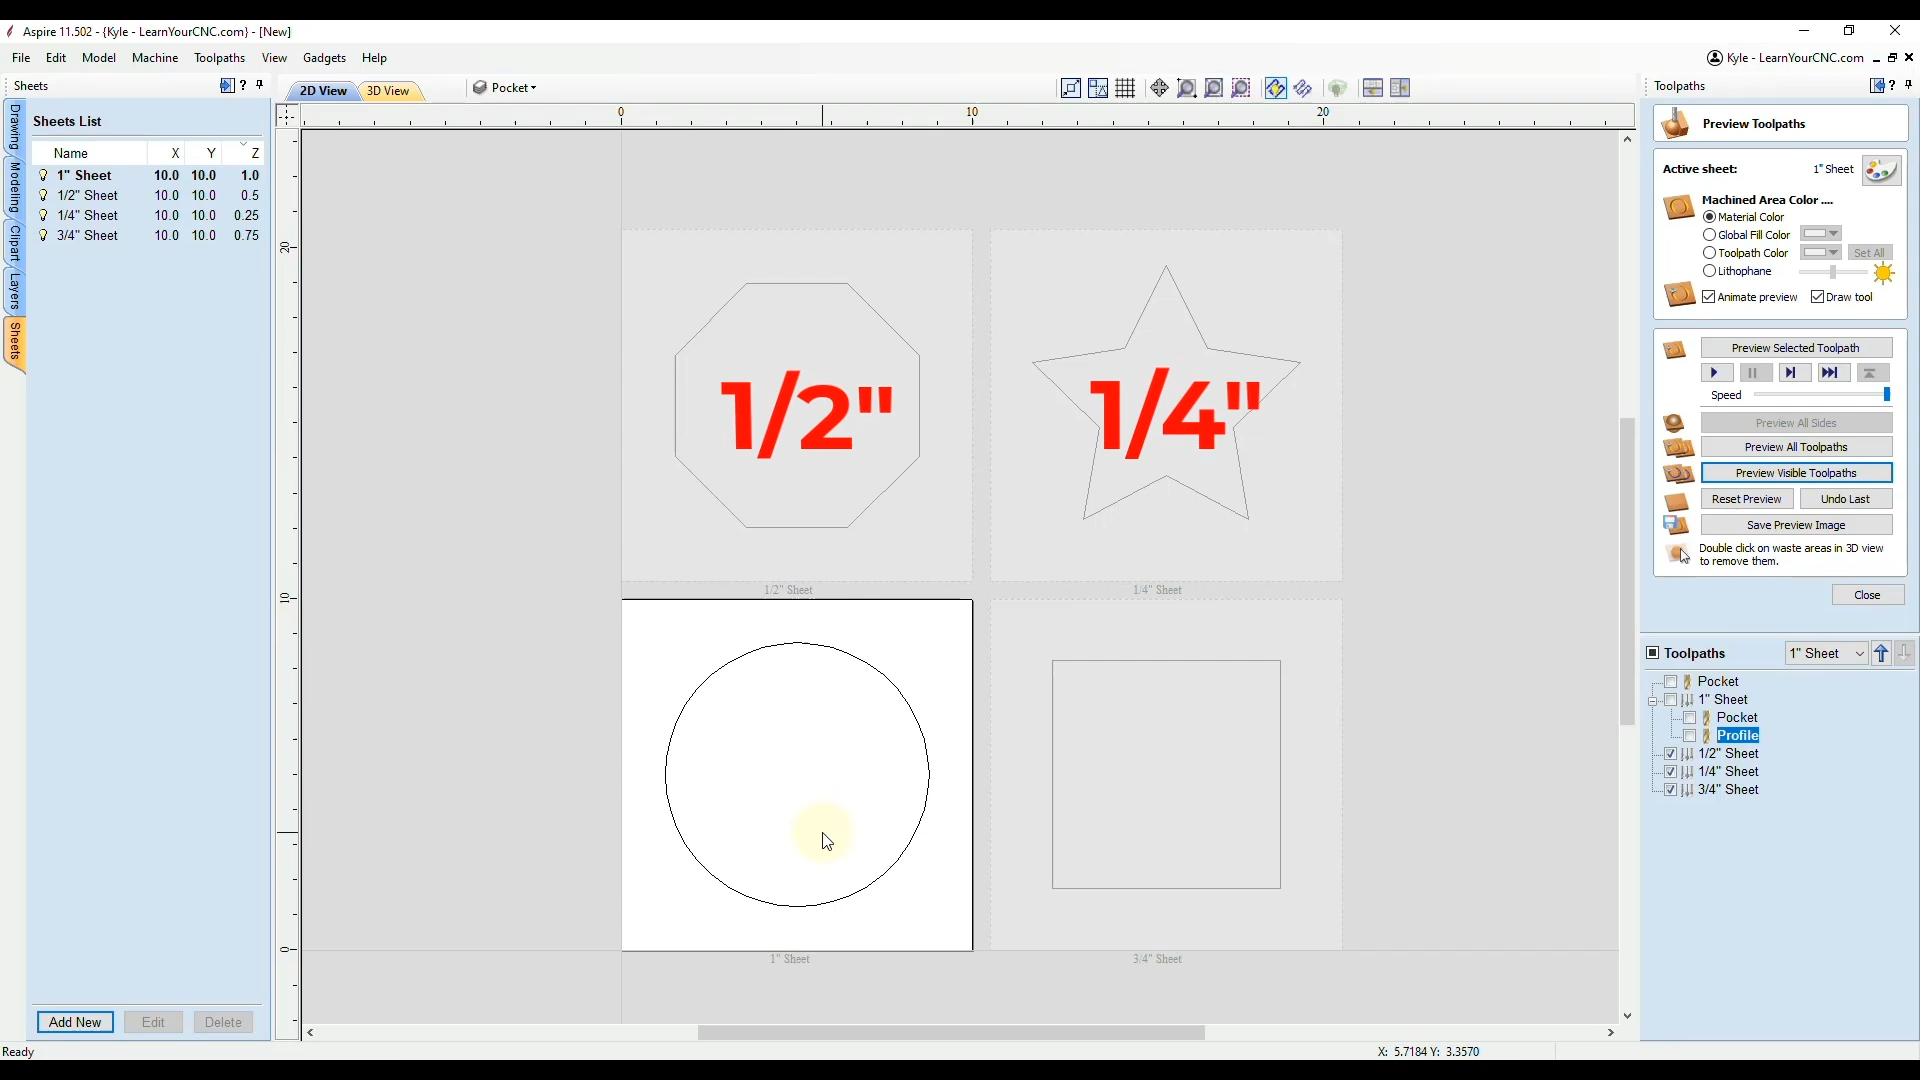 Aspire 11.502 - {Kyle - LearnYourCNC.com} - [New]
File Edit Model Machine Toolpaths View Gadgets Help
Kyle - LearnYourCNC.com
Sheets
2D View 3D View
Pocket
Toolpaths
Drawing
Modeling
Clipart
Layers
Sheets
Sheets List
Name X Y Z
1" Sheet 10.0 10.0 1.0
1/2" Sheet 10.0 10.0 0.5
1/4" Sheet 10.0 10.0 0.25
3/4" Sheet 10.0 10.0 0.75
Add New Edit Delete
Ready
0 10 20
20
10
0
1/2"
1/4"
1/2" Sheet
1/4" Sheet
1" Sheet
3/4" Sheet
X: 5.7184 Y: 3.3570
Preview Toolpaths
Active sheet: 1" Sheet
Machined Area Color ....
Material Color
Global Fill Color
Toolpath Color Set All
Lithophane
Animate preview Draw tool
Preview Selected Toolpath
Speed
Preview All Sides
Preview All Toolpaths
Preview Visible Toolpaths
Reset Preview Undo Last
Save Preview Image
Double click on waste areas in 3D view
to remove them.
Close
Toolpaths 1" Sheet
Pocket
1" Sheet
Pocket
Profile
1/2" Sheet
1/4" Sheet
3/4" Sheet